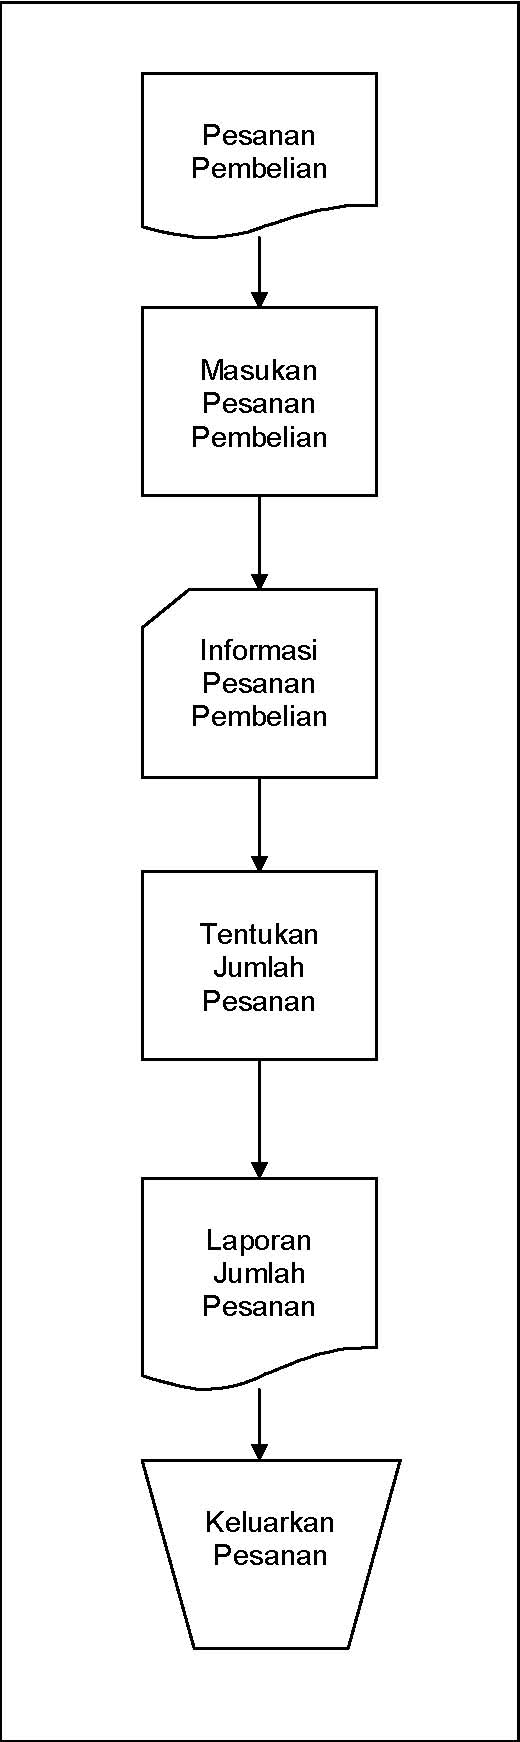 Pesanan
Pembelian
Masukan
Pesanan
Pembelian
Informasi
Pesanan
Pembelian
Tentukan
Jumlah
Pesanan
Laporan
Jumlah
Pesanan
Keluarkan
Pesanan